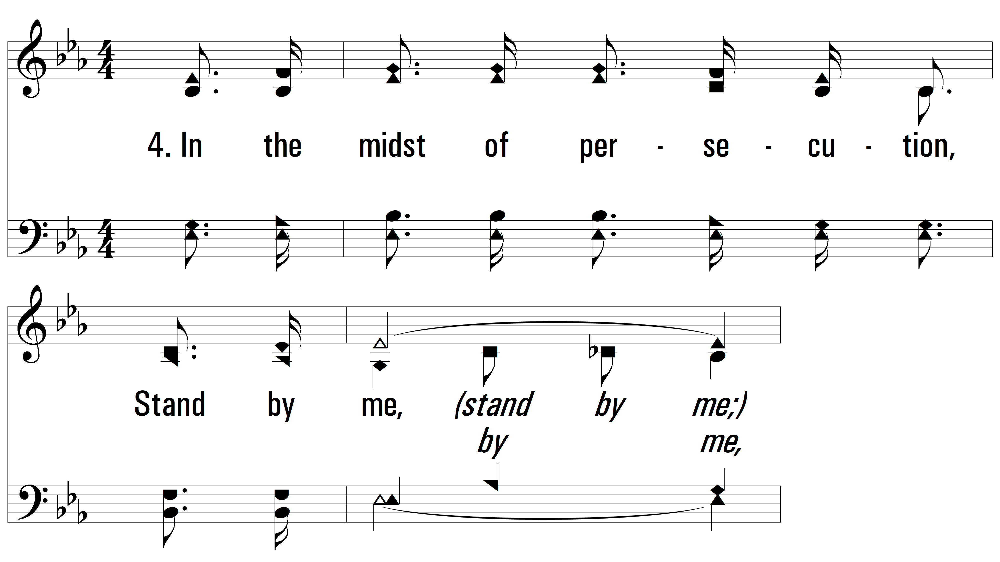 4. In the midst of per - se - cu - tion,
Stand by me, (stand by me;)
by me,